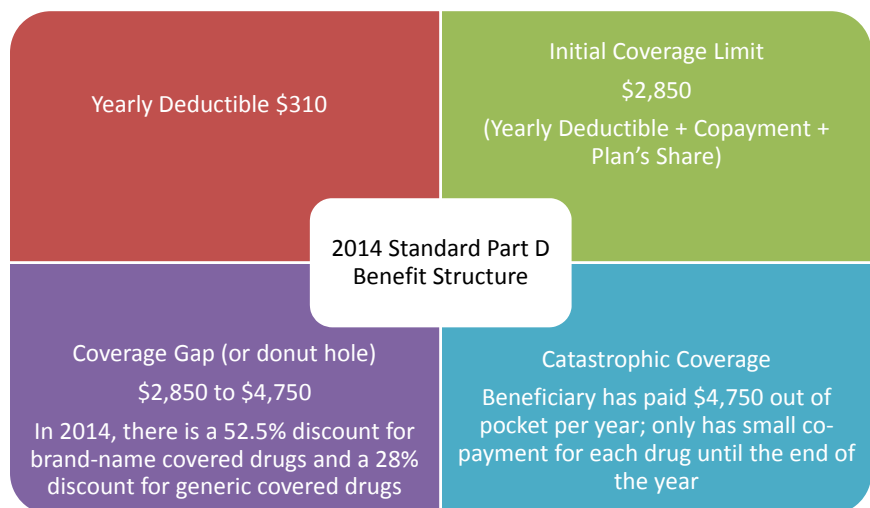 Yearly Deductible $310
Initial Coverage Limit
$2,850
(Yearly Deductible + Copayment +
Plan's Share)
2014 Standard Part D
Benefit Structure
Coverage Gap (or donut hole)
$2,850 to $4,750
In 2014, there is a 52.5% discount for
brand-name covered drugs and a 28%
discount for generic covered drugs
Catastrophic Coverage
Beneficiary has paid $4,750 out of
pocket per year; only has small co-
payment for each drug until the end of
the year